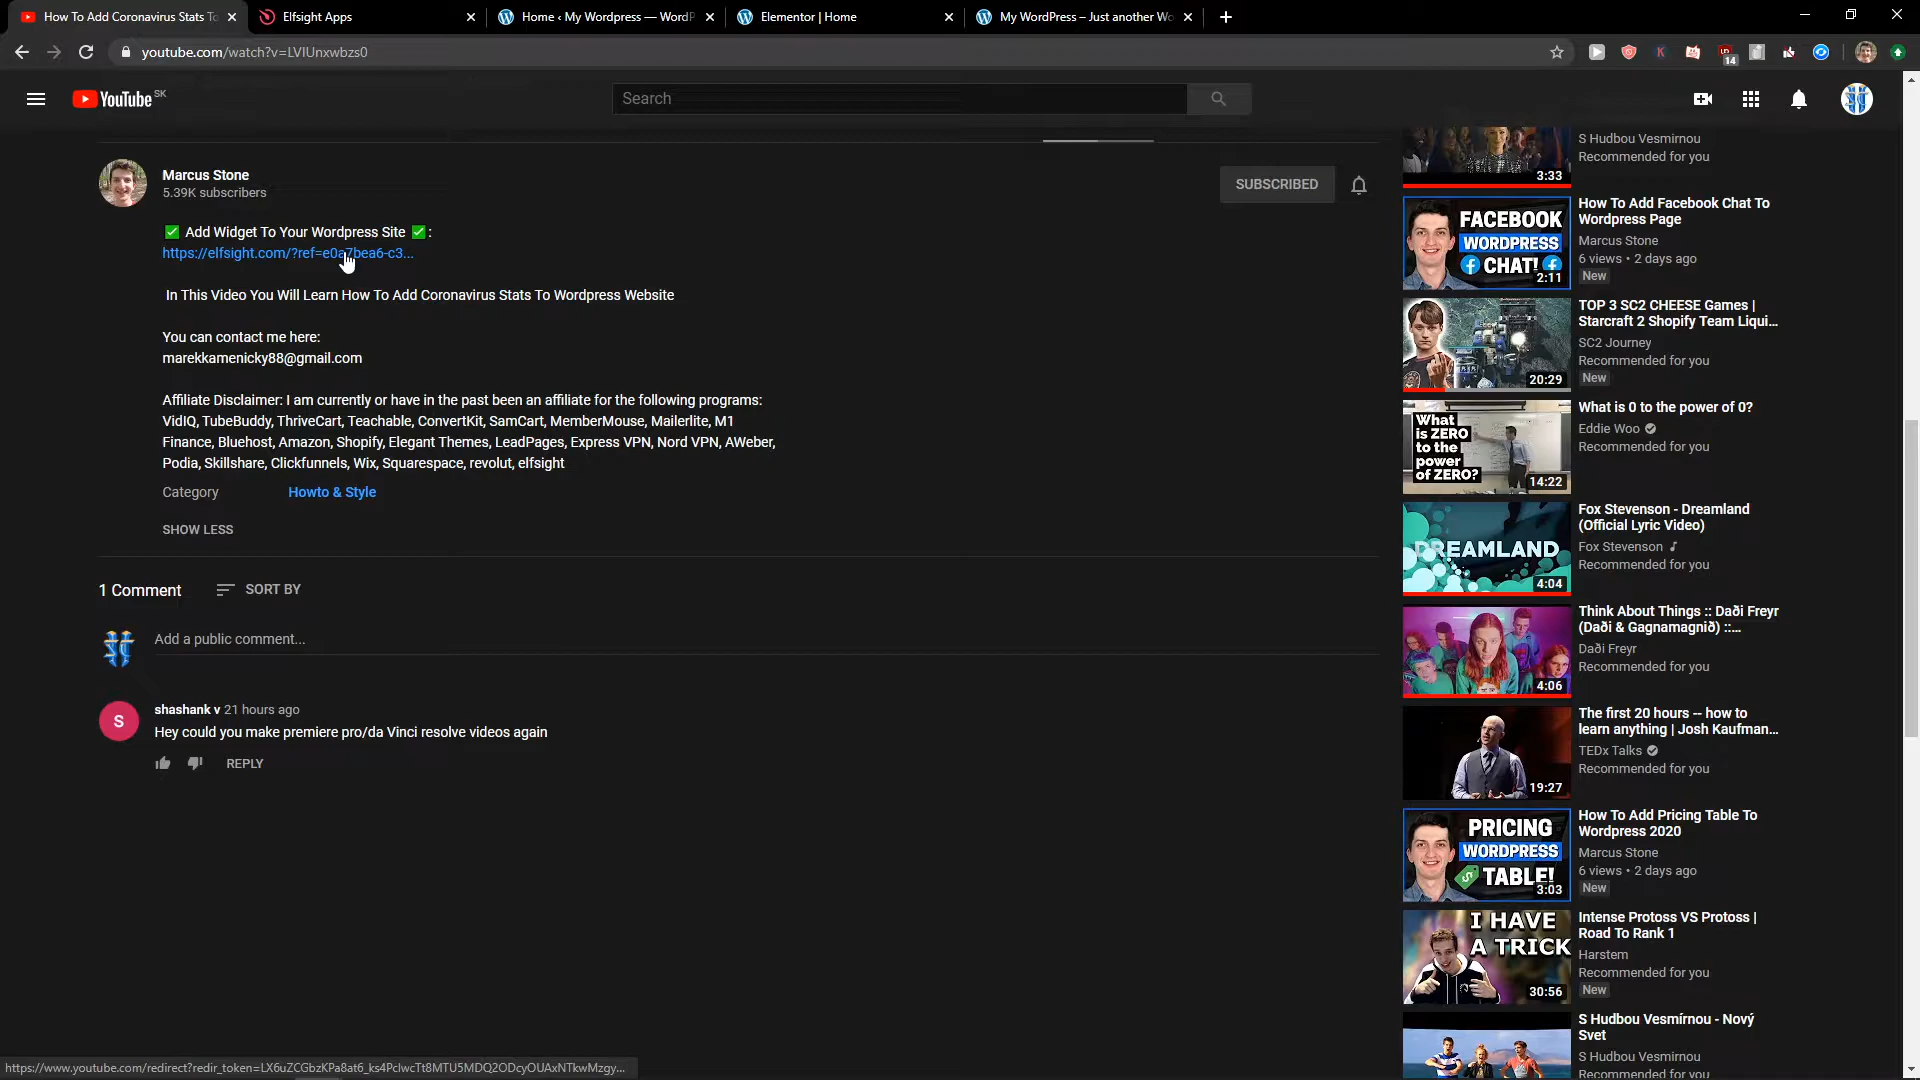 How To Add Coronavirus Stats To
Elfsight Apps
Home ‹ My Wordpress — WordP
Elementor | Home
My WordPress – Just another Wo
youtube.com/watch?v=LVIUnxwbzs0
14
YouTube SK
Search
Marcus Stone
5.39K subscribers
SUBSCRIBED
✅ Add Widget To Your Wordpress Site ✅ :
https://elfsight.com/?ref=e0a7bea6-c3...
In This Video You Will Learn How To Add Coronavirus Stats To Wordpress Website
You can contact me here:
marekkamenicky88@gmail.com
Affiliate Disclaimer: I am currently or have in the past been an affiliate for the following programs:
VidIQ, TubeBuddy, ThriveCart, Teachable, ConvertKit, SamCart, MemberMouse, Mailerlite, M1
Finance, Bluehost, Amazon, Shopify, Elegant Themes, LeadPages, Express VPN, Nord VPN, AWeber,
Podia, Skillshare, Clickfunnels, Wix, Squarespace, revolut, elfsight
Category Howto & Style
SHOW LESS
1 Comment SORT BY
Add a public comment...
S
shashank v 21 hours ago
Hey could you make premiere pro/da Vinci resolve videos again
REPLY
S Hudbou Vesmirnou
Recommended for you
3:33
FACEBOOK
WORDPRESS
CHAT!
2:11
How To Add Facebook Chat To
Wordpress Page
Marcus Stone
6 views • 2 days ago
New
20:29
TOP 3 SC2 CHEESE Games |
Starcraft 2 Shopify Team Liqui...
SC2 Journey
Recommended for you
New
What
is ZERO
to the
power
of ZERO?
14:22
What is 0 to the power of 0?
Eddie Woo
Recommended for you
DREAMLAND
4:04
Fox Stevenson - Dreamland
(Official Lyric Video)
Fox Stevenson
Recommended for you
4:06
Think About Things :: Daði Freyr
(Daði & Gagnamagnið) ::...
Daði Freyr
Recommended for you
19:27
The first 20 hours -- how to
learn anything | Josh Kaufman...
TEDx Talks
Recommended for you
PRICING
WORDPRESS
TABLE!
3:03
How To Add Pricing Table To
Wordpress 2020
Marcus Stone
6 views • 2 days ago
New
I HAVE
A TRICK
30:56
Intense Protoss VS Protoss |
Road To Rank 1
Harstem
Recommended for you
New
S Hudbou Vesmírnou - Nový
Svet
S Hudbou Vesmirnou
Recommended for you